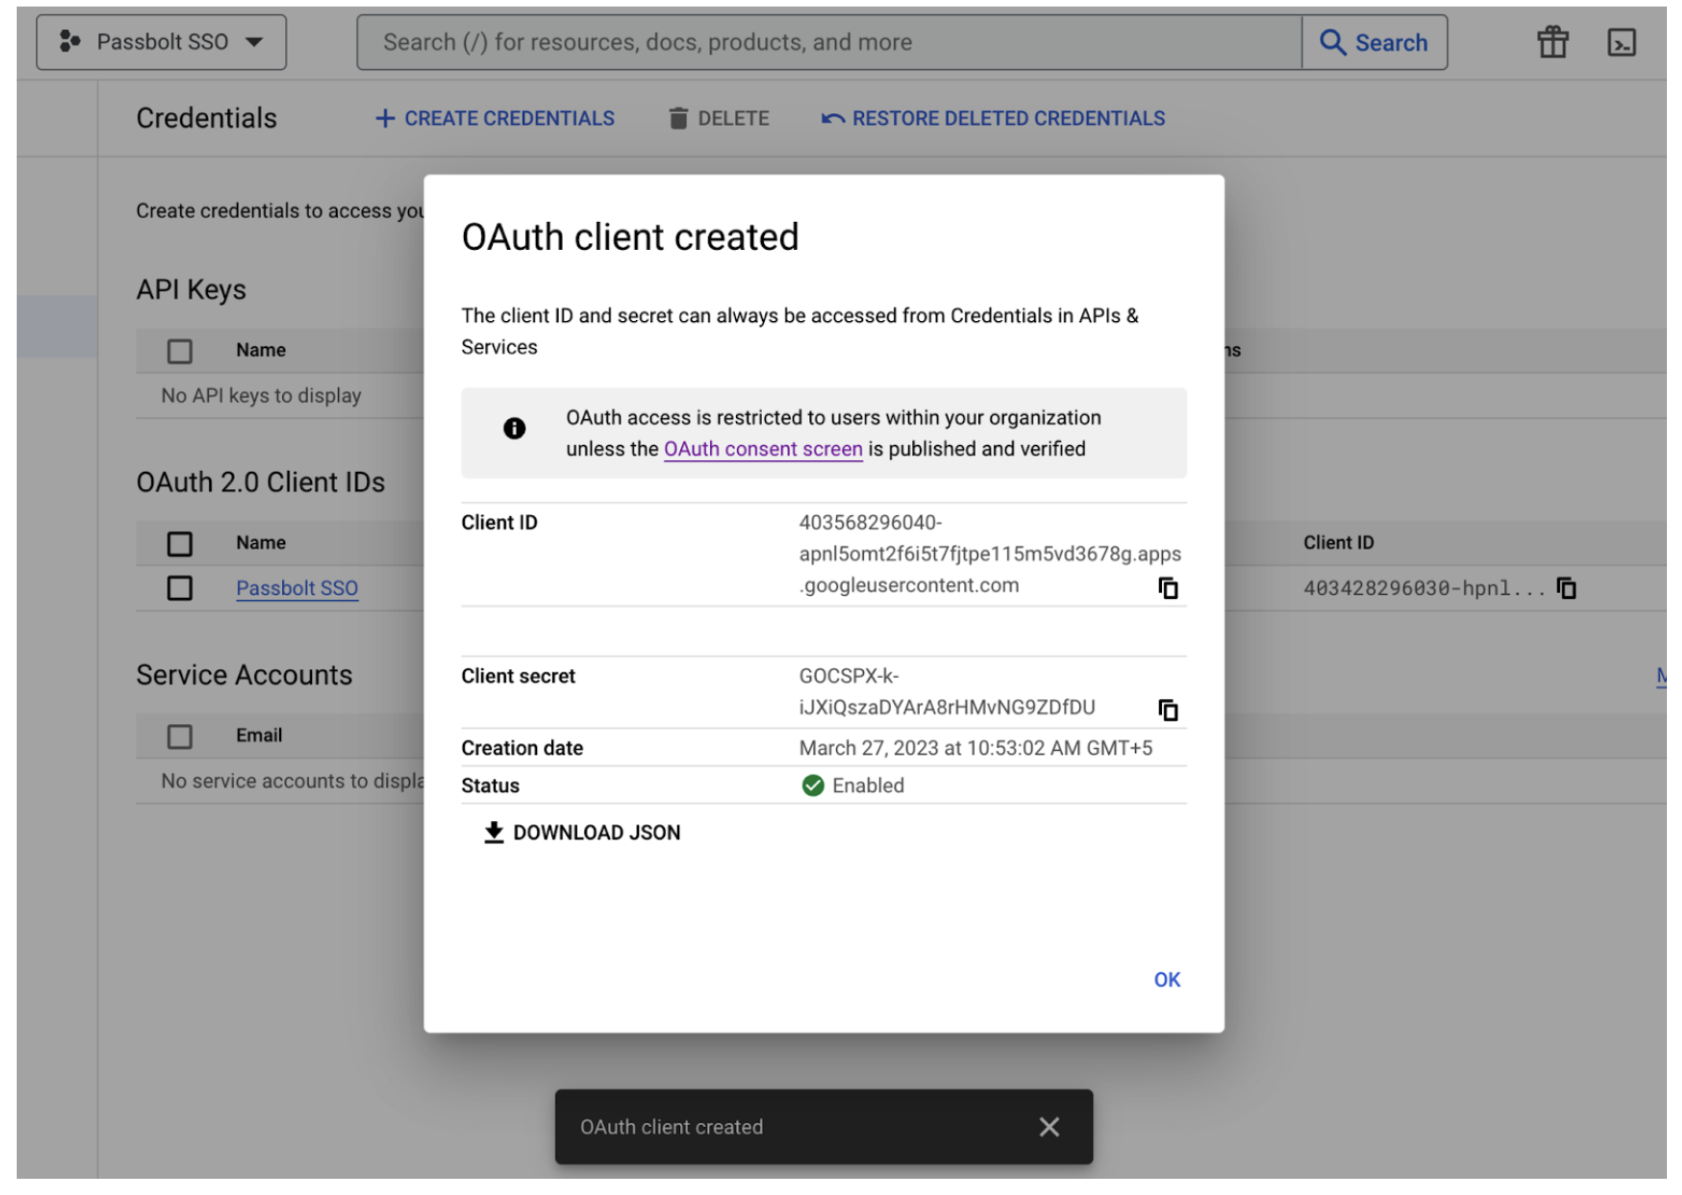 Passbolt SSO
Search (/) for resources, docs, products, and more
Search
Credentials
CREATE CREDENTIALS
DELETE
RESTORE DELETED CREDENTIALS
Create credentials to access you
API Keys
Name
ns
No API keys to display
OAuth 2.0 Client IDs
Name
Client ID
Passbolt SSO
403428296030-hpnl...
Service Accounts
M
Email
No service accounts to displa
OAuth client created
The client ID and secret can always be accessed from Credentials in APIs &
Services
OAuth access is restricted to users within your organization
unless the OAuth consent screen is published and verified
Client ID
403568296040-
apnl5omt2f6i5t7fjtpe115m5vd3678g.apps
.googleusercontent.com
Client secret
GOCSPX-k-
iJXiQszaDYArA8rHMvNG9ZDfDU
Creation date
March 27, 2023 at 10:53:02 AM GMT+5
Status
Enabled
DOWNLOAD JSON
OK
OAuth client created